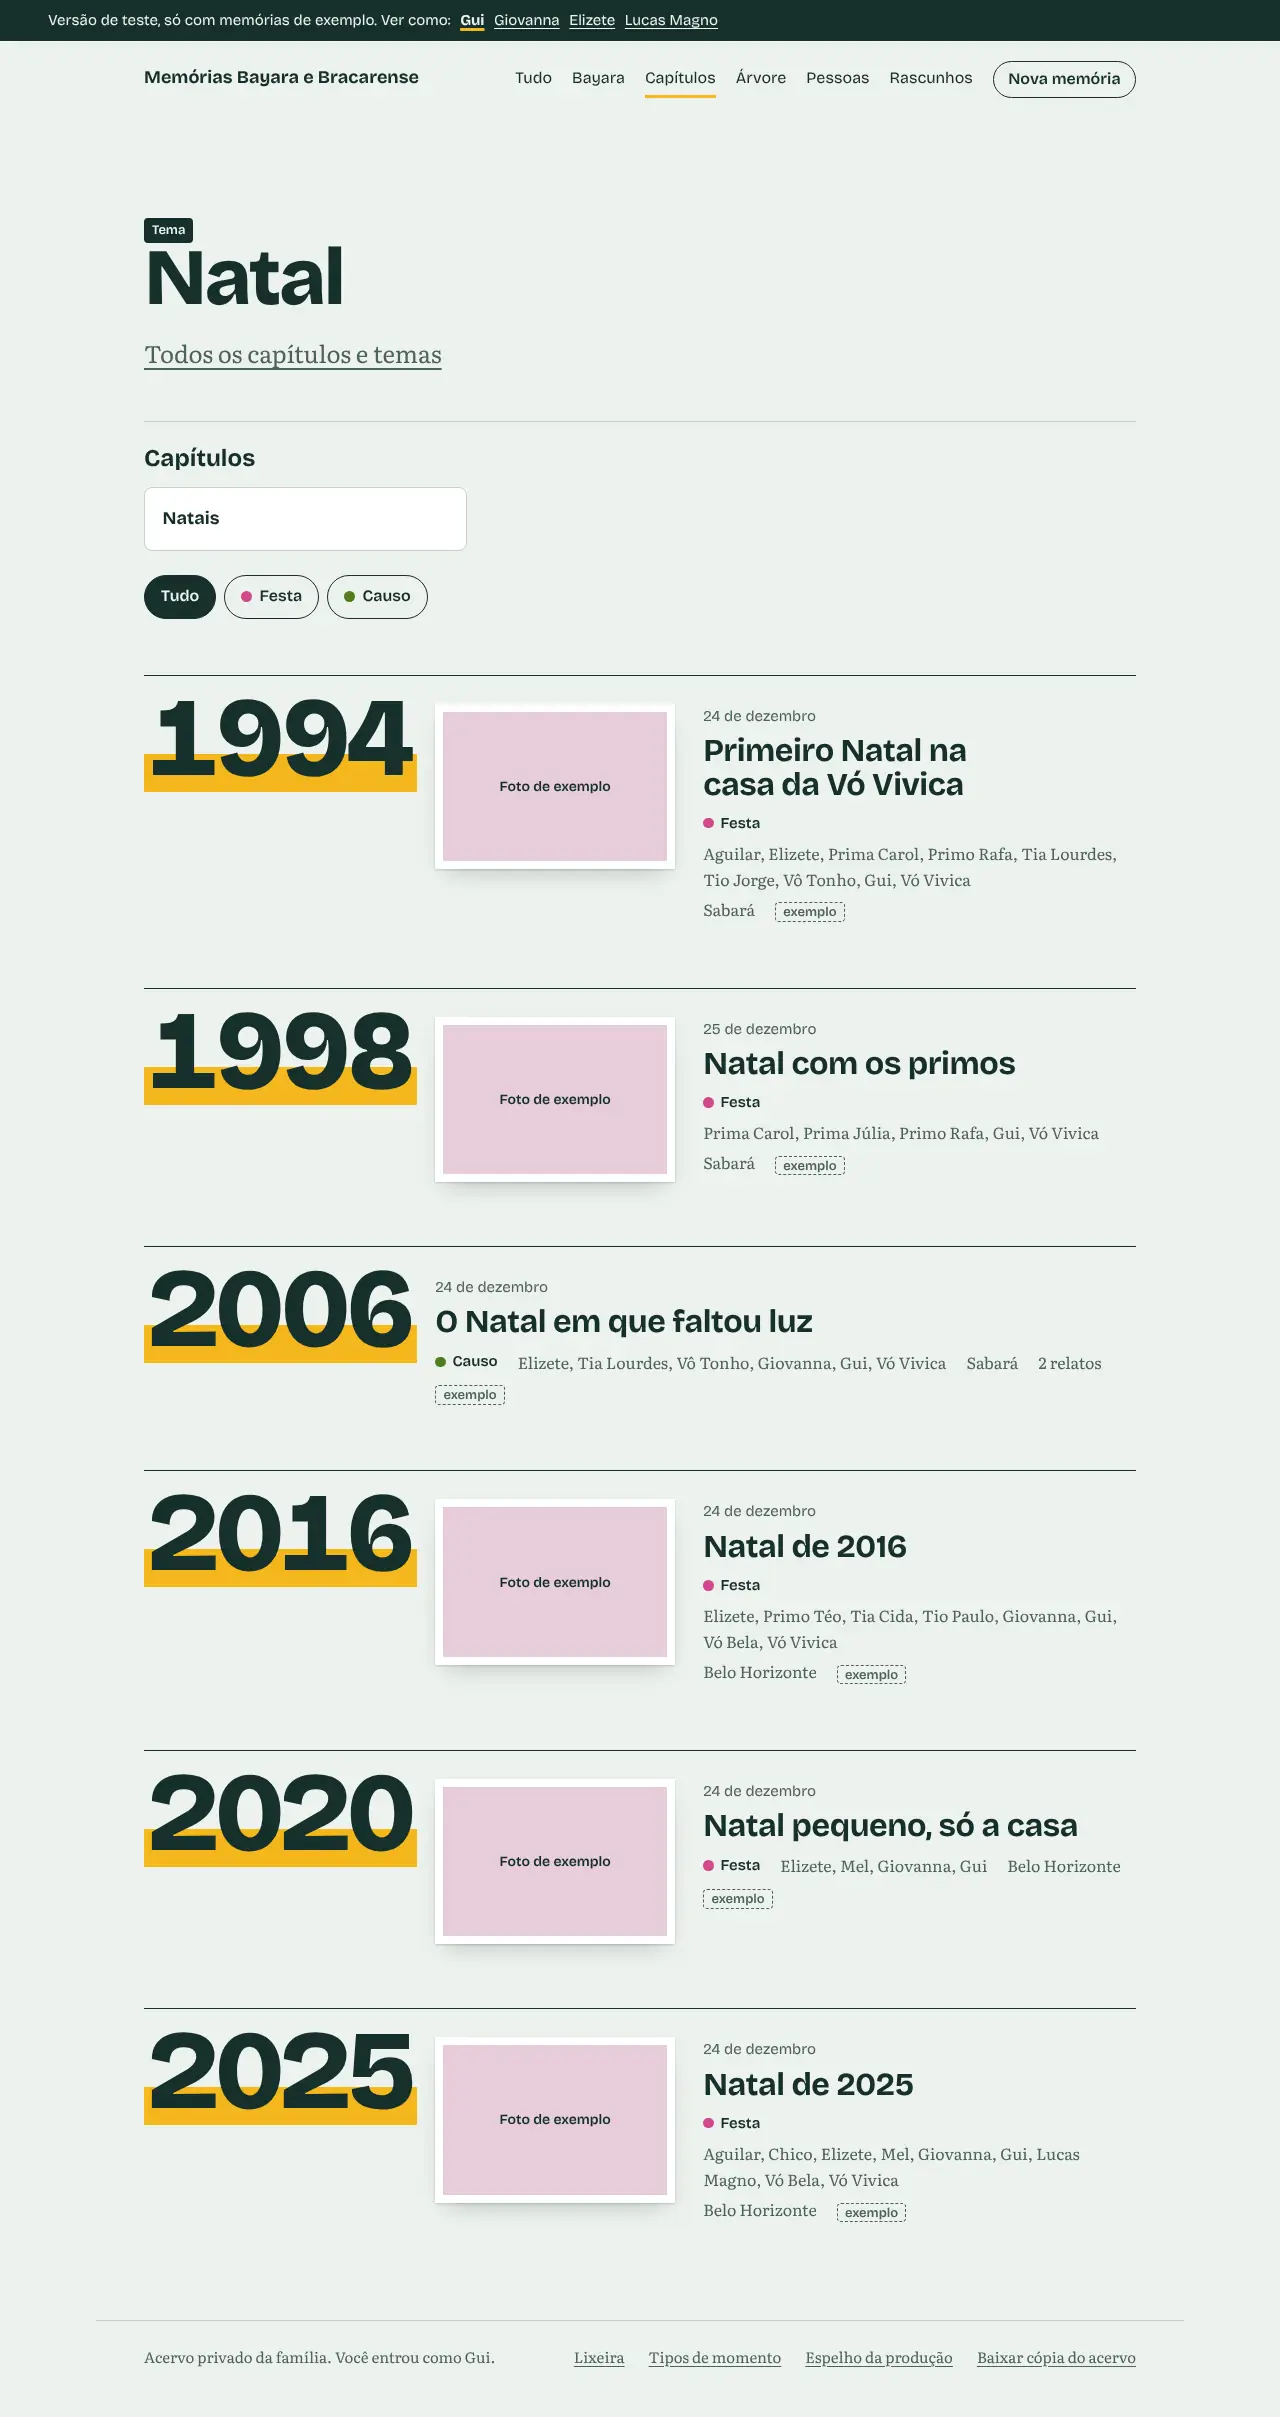 Versão de teste, só com memórias de exemplo. Ver como: Gui Giovanna Elizete Lucas Magno
Memórias Bayara e Bracarense
Tudo Bayara Capítulos Árvore Pessoas Rascunhos Nova memória
Tema
Natal
Todos os capítulos e temas
Capítulos
Natais
Tudo Festa Causo
1994
Foto de exemplo
24 de dezembro
Primeiro Natal na
casa da Vó Vivica
Festa
Aguilar, Elizete, Prima Carol, Primo Rafa, Tia Lourdes,
Tio Jorge, Vô Tonho, Gui, Vó Vivica
Sabará exemplo
1998
Foto de exemplo
25 de dezembro
Natal com os primos
Festa
Prima Carol, Prima Júlia, Primo Rafa, Gui, Vó Vivica
Sabará exemplo
2006
24 de dezembro
O Natal em que faltou luz
Causo Elizete, Tia Lourdes, Vô Tonho, Giovanna, Gui, Vó Vivica Sabará 2 relatos
exemplo
2016
Foto de exemplo
24 de dezembro
Natal de 2016
Festa
Elizete, Primo Téo, Tia Cida, Tio Paulo, Giovanna, Gui,
Vó Bela, Vó Vivica
Belo Horizonte exemplo
2020
Foto de exemplo
24 de dezembro
Natal pequeno, só a casa
Festa Elizete, Mel, Giovanna, Gui Belo Horizonte
exemplo
2025
Foto de exemplo
24 de dezembro
Natal de 2025
Festa
Aguilar, Chico, Elizete, Mel, Giovanna, Gui, Lucas
Magno, Vó Bela, Vó Vivica
Belo Horizonte exemplo
Acervo privado da família. Você entrou como Gui.
Lixeira Tipos de momento Espelho da produção Baixar cópia do acervo